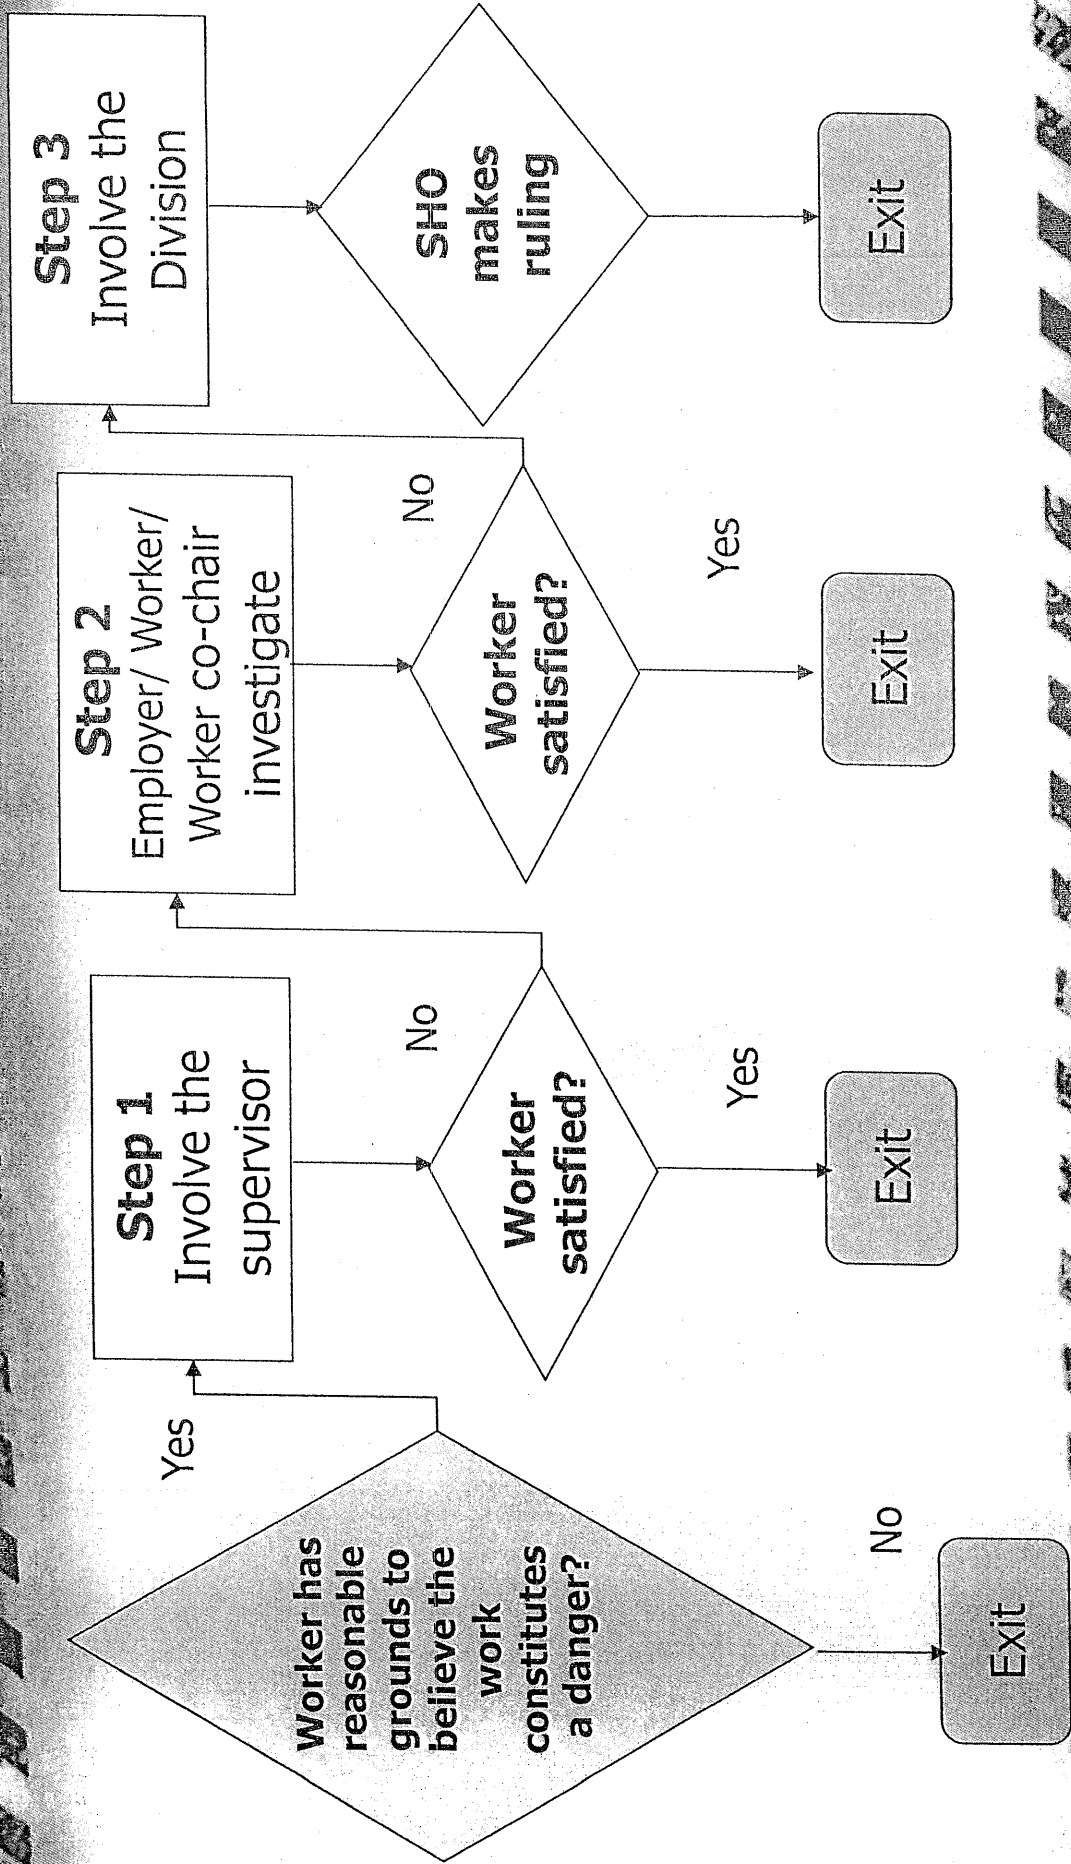 Worker has
reasonable
grounds to
believe the
work
constitutes
a danger?
Yes
No
Exit
Step 1
Involve the
supervisor
Worker
satisfied?
No
Yes
Exit
Step 2
Employer/ Worker/
Worker co-chair
investigate
Worker
satisfied?
No
Yes
Exit
Step 3
Involve the
Division
SHO
makes
ruling
Exit